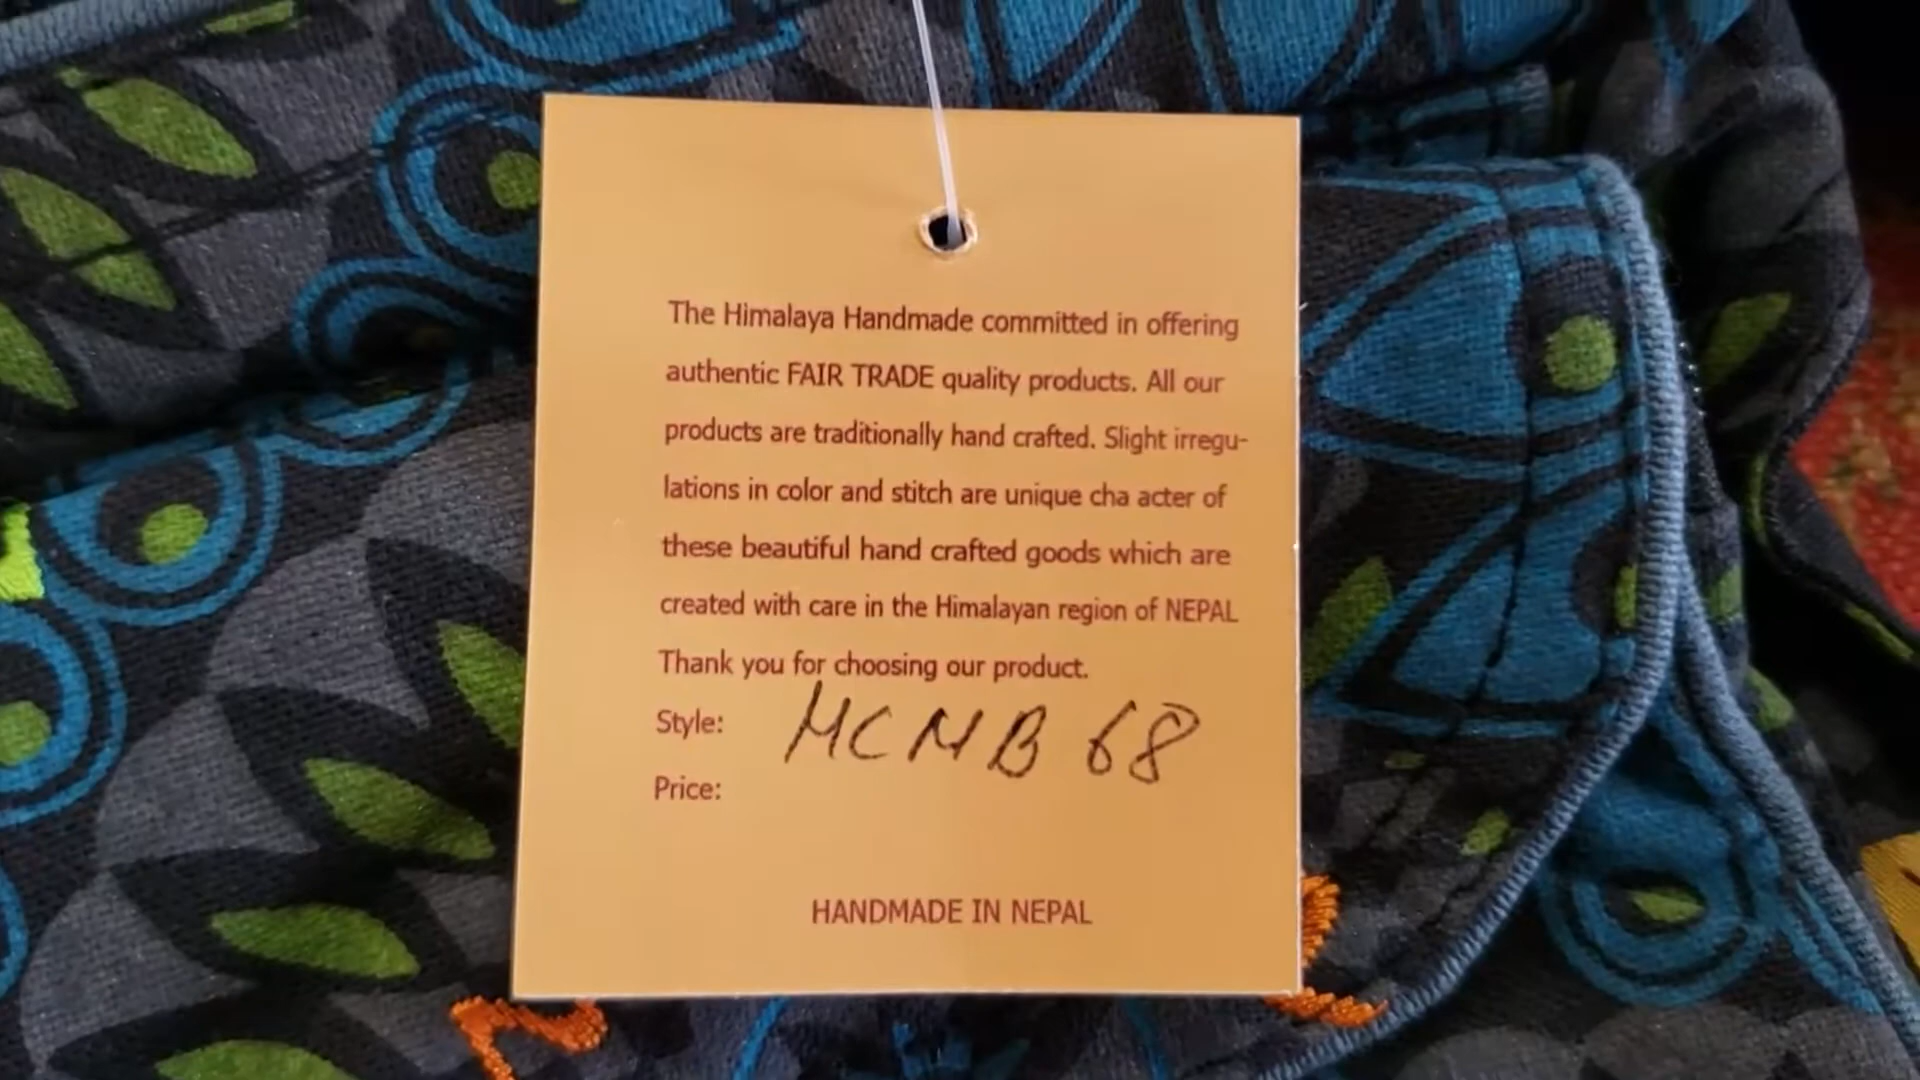 The Himalaya Handmade committed in offering
authentic FAIR TRADE quality products. All our
products are traditionally hand crafted. Slight irregu-
lations in color and stitch are unique cha acter of
these beautiful hand crafted goods which are
created with care in the Himalayan region of NEPAL
Thank you for choosing our product.
Style: HCMB 68
Price:
HANDMADE IN NEPAL